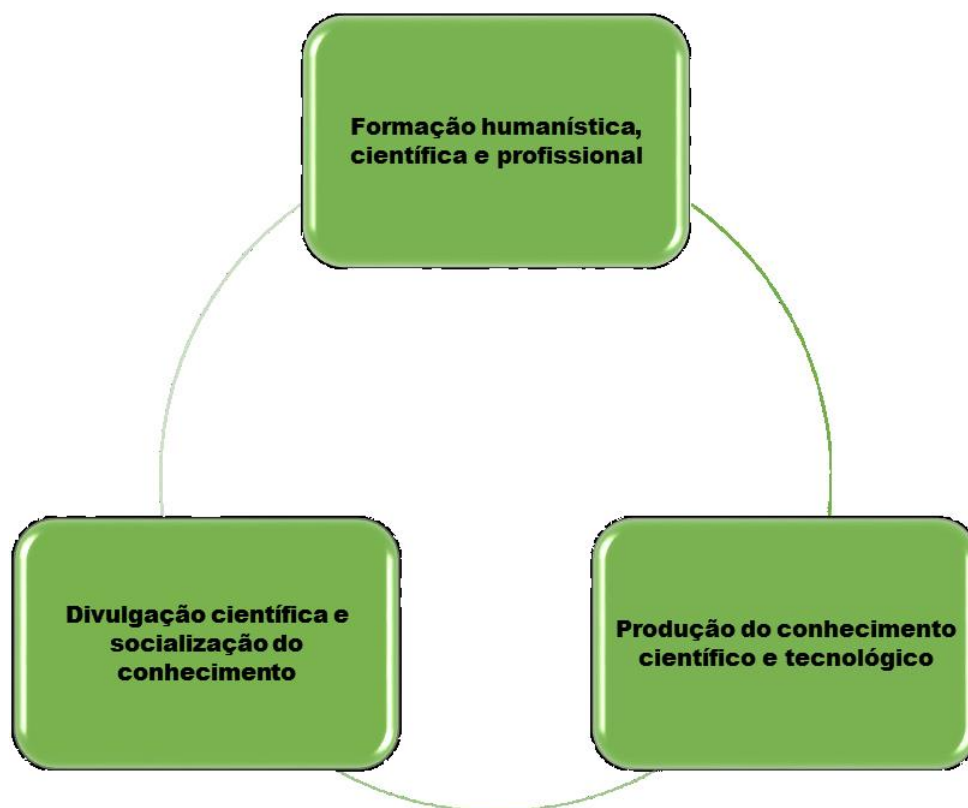 Formação humanística,
científica e profissional
Divulgação científica e
socialização do
conhecimento
Produção do conhecimento
científico e tecnológico